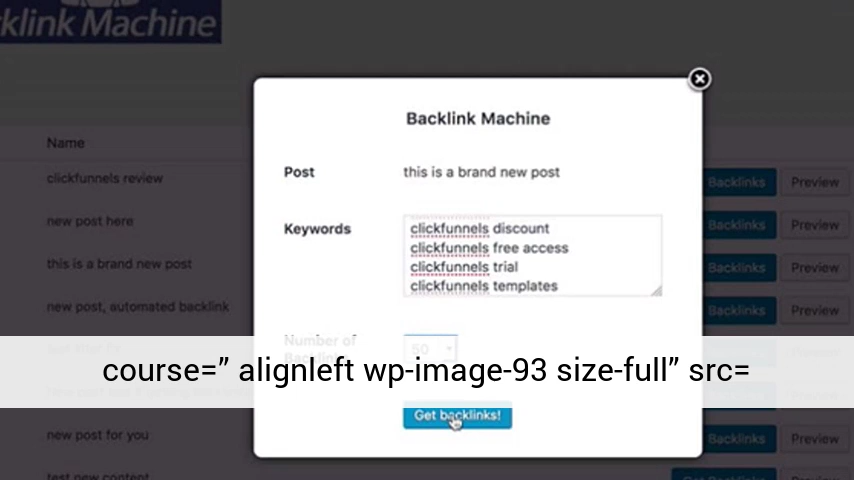 klink Machine
Name
clickfunnels review
new post here
this is a brand new post
new post, automated backlink
new post for you
test new content
Backlink Machine
Post this is a brand new post
Keywords
clickfunnels discount
clickfunnels free access
clickfunnels trial
clickfunnels templates
Number of
50
course=” alignleft wp-image-93 size-full” src=
Get backlinks!
Backlinks Preview
Backlinks Preview
Backlinks Preview
Backlinks Preview
Backlinks Preview